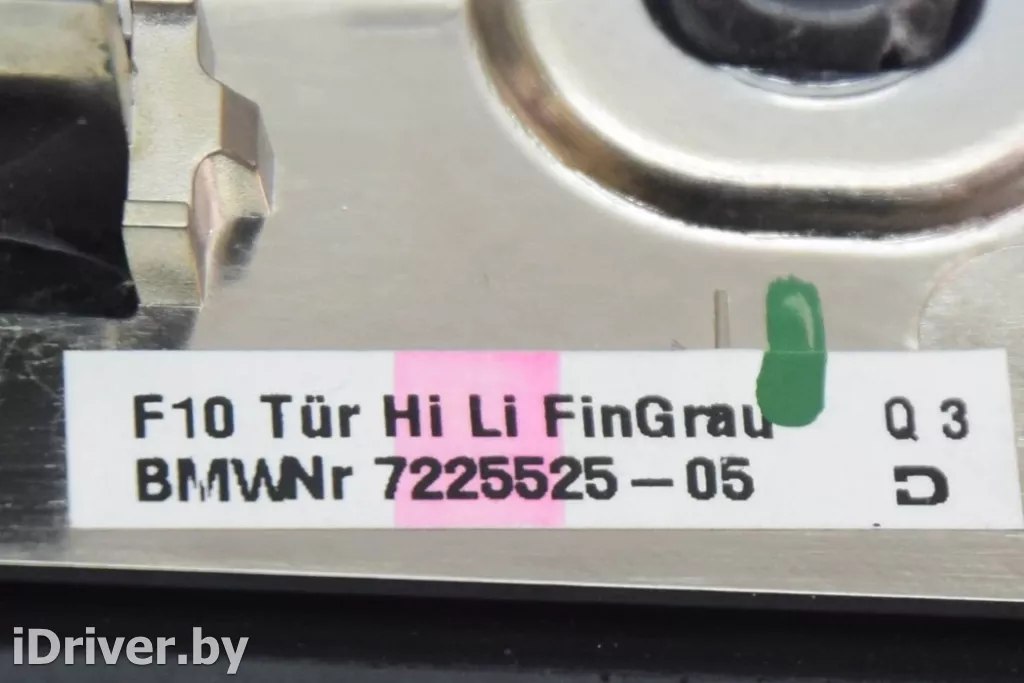 F10 Tür Hi Li FinGrau Q 3
BMWNr 7225525-05 D
iDriver.by